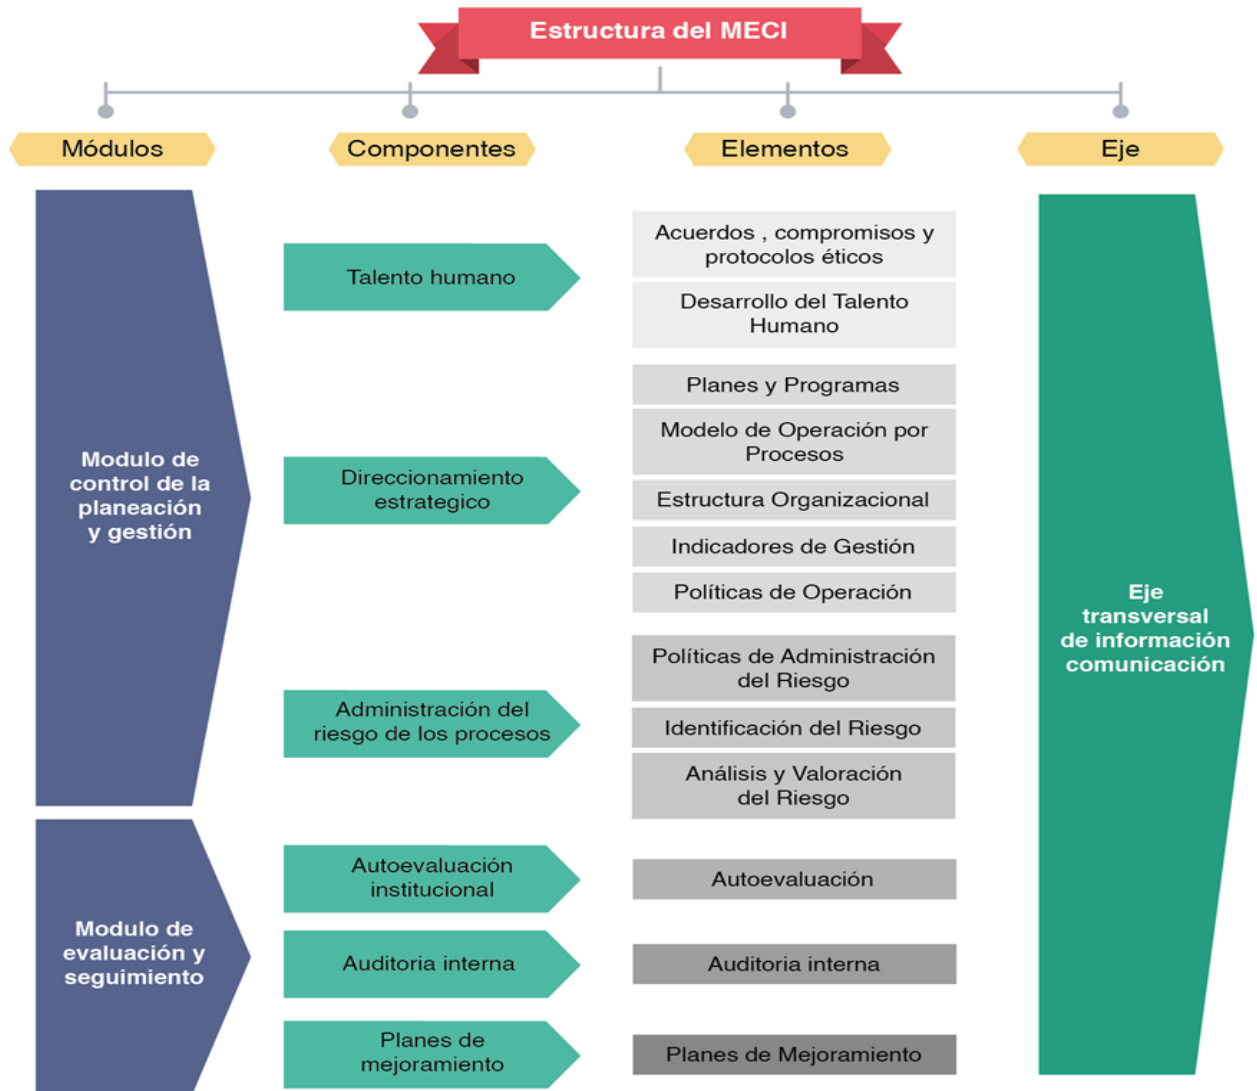 Estructura del MECI
Módulos
Componentes
Elementos
Eje
Modulo de
control de la
planeación
y gestión
Talento humano
Acuerdos , compromisos y
protocolos éticos
Desarrollo del Talento
Humano
Direccionamiento
estrategico
Planes y Programas
Modelo de Operación por
Procesos
Estructura Organizacional
Indicadores de Gestión
Políticas de Operación
Administración del
riesgo de los procesos
Políticas de Administración
del Riesgo
Identificación del Riesgo
Análisis y Valoración
del Riesgo
Modulo de
evaluación y
seguimiento
Autoevaluación
institucional
Autoevaluación
Auditoria interna
Auditoria interna
Planes de
mejoramiento
Planes de Mejoramiento
Eje
transversal
de información
comunicación